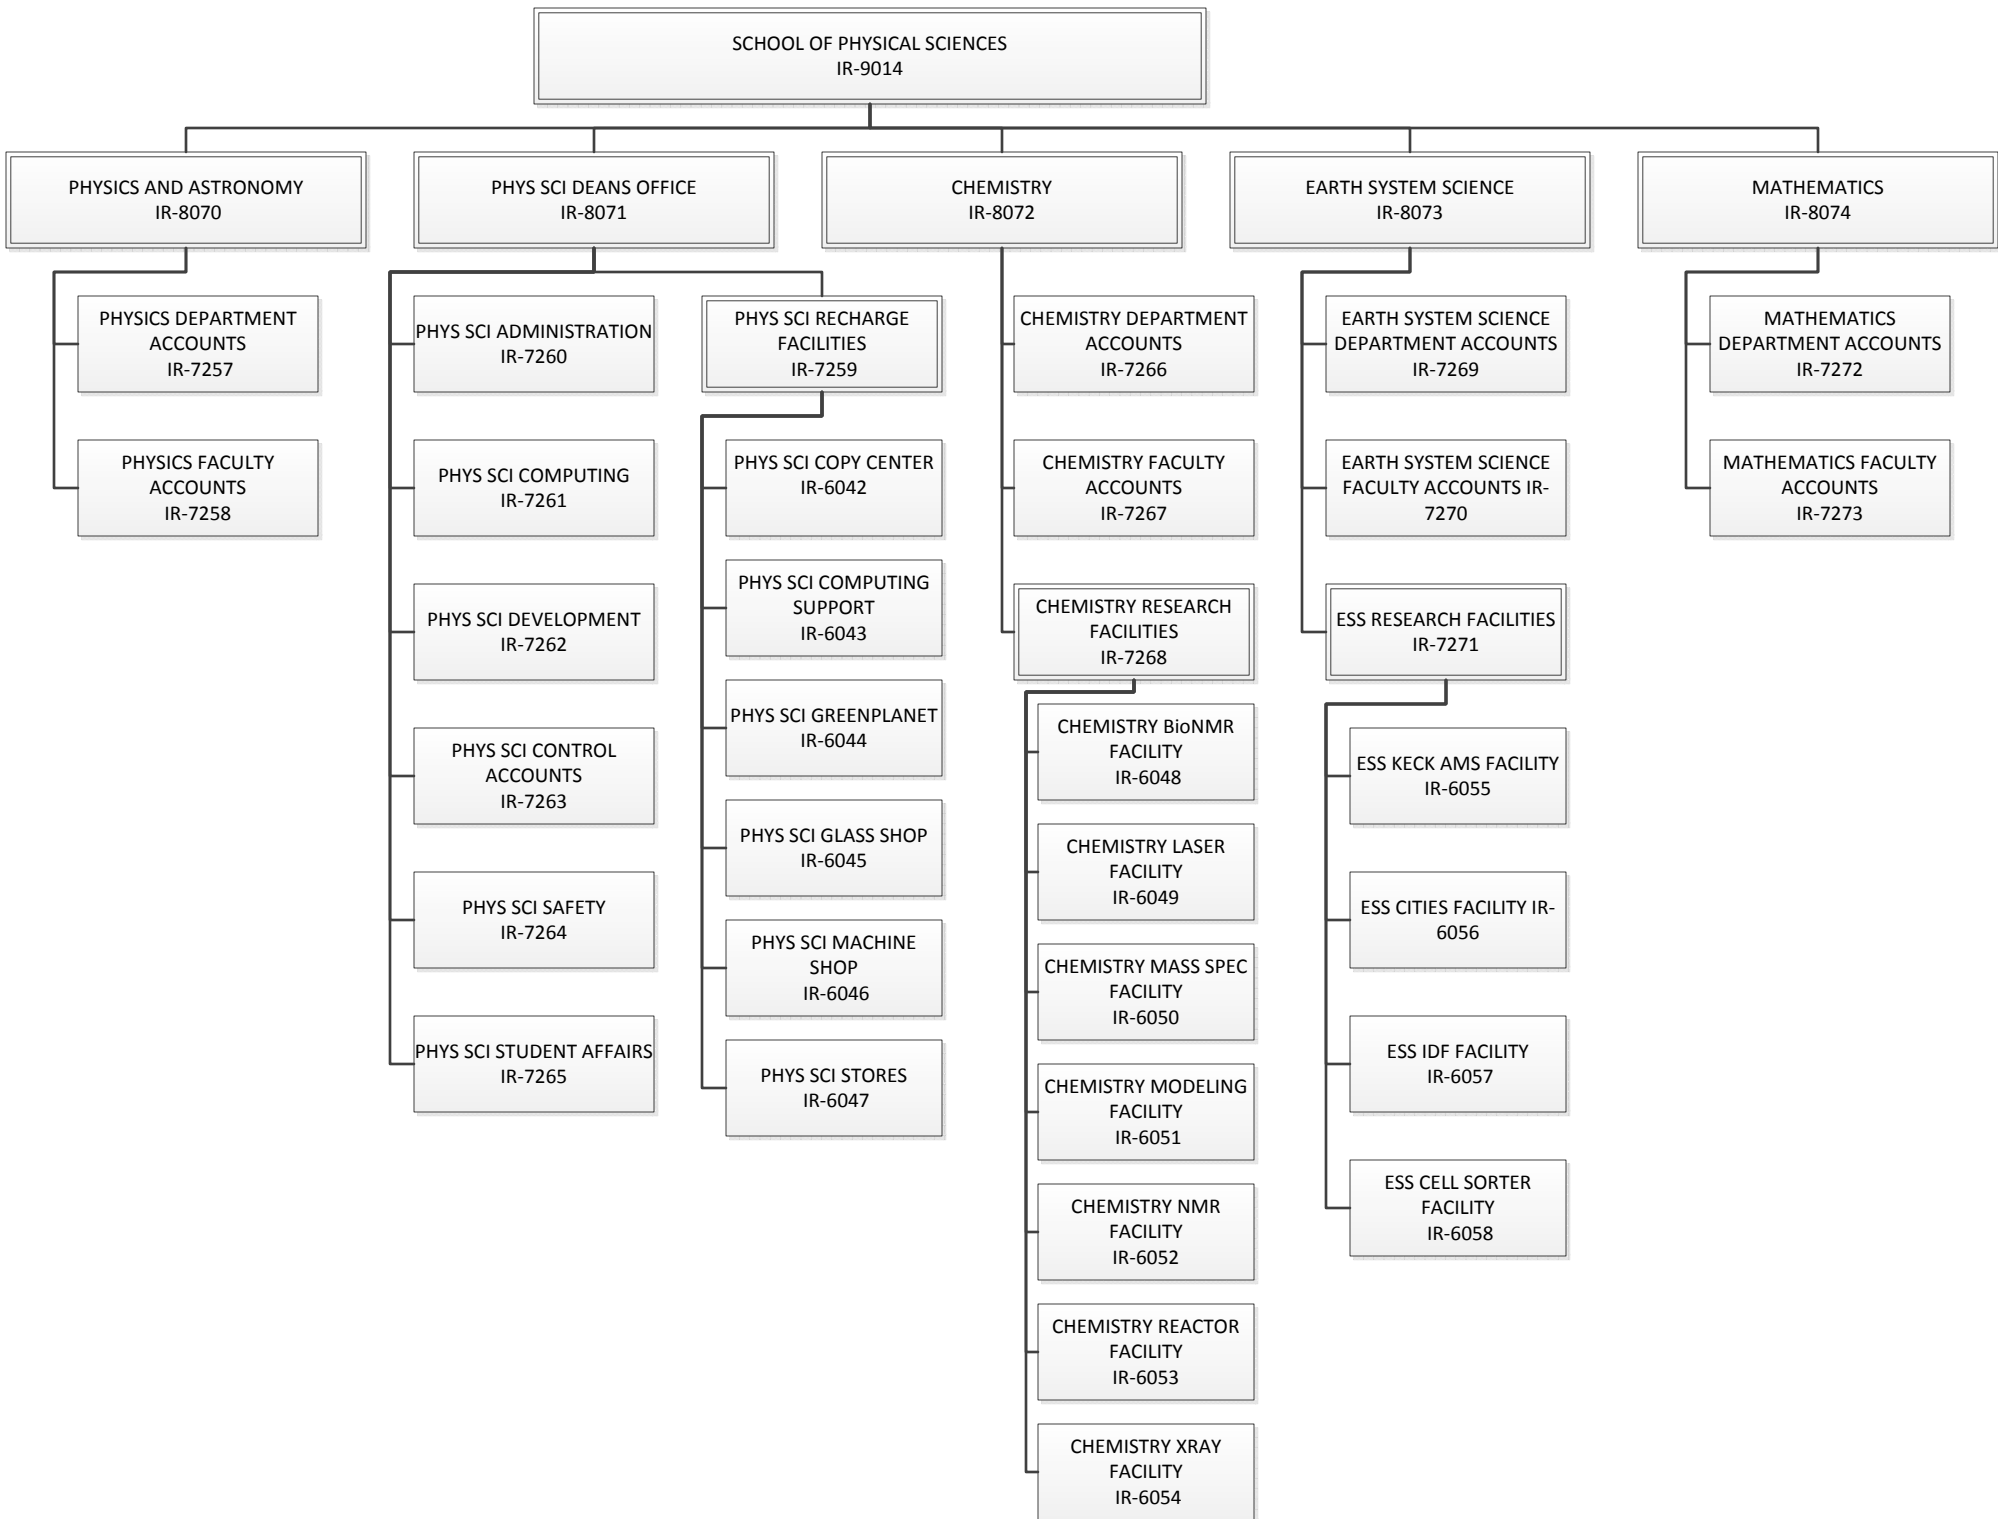 SCHOOL OF PHYSICAL SCIENCES
IR-9014
PHYSICS AND ASTRONOMY
IR-8070
PHYS SCI DEANS OFFICE
IR-8071
CHEMISTRY
IR-8072
EARTH SYSTEM SCIENCE
IR-8073
MATHEMATICS
IR-8074
PHYSICS DEPARTMENT
ACCOUNTS
IR-7257
PHYSICS FACULTY
ACCOUNTS
IR-7258
PHYS SCI ADMINISTRATION
IR-7260
PHYS SCI COMPUTING
IR-7261
PHYS SCI DEVELOPMENT
IR-7262
PHYS SCI CONTROL
ACCOUNTS
IR-7263
PHYS SCI SAFETY
IR-7264
PHYS SCI STUDENT AFFAIRS
IR-7265
PHYS SCI RECHARGE
FACILITIES
IR-7259
PHYS SCI COPY CENTER
IR-6042
PHYS SCI COMPUTING
SUPPORT
IR-6043
PHYS SCI GREENPLANET
IR-6044
PHYS SCI GLASS SHOP
IR-6045
PHYS SCI MACHINE
SHOP
IR-6046
PHYS SCI STORES
IR-6047
CHEMISTRY DEPARTMENT
ACCOUNTS
IR-7266
CHEMISTRY FACULTY
ACCOUNTS
IR-7267
CHEMISTRY RESEARCH
FACILITIES
IR-7268
CHEMISTRY BioNMR
FACILITY
IR-6048
CHEMISTRY LASER
FACILITY
IR-6049
CHEMISTRY MASS SPEC
FACILITY
IR-6050
CHEMISTRY MODELING
FACILITY
IR-6051
CHEMISTRY NMR
FACILITY
IR-6052
CHEMISTRY REACTOR
FACILITY
IR-6053
CHEMISTRY XRAY
FACILITY
IR-6054
EARTH SYSTEM SCIENCE
DEPARTMENT ACCOUNTS
IR-7269
EARTH SYSTEM SCIENCE
FACULTY ACCOUNTS IR-
7270
ESS RESEARCH FACILITIES
IR-7271
ESS KECK AMS FACILITY
IR-6055
ESS CITIES FACILITY IR-
6056
ESS IDF FACILITY
IR-6057
ESS CELL SORTER
FACILITY
IR-6058
MATHEMATICS
DEPARTMENT ACCOUNTS
IR-7272
MATHEMATICS FACULTY
ACCOUNTS
IR-7273